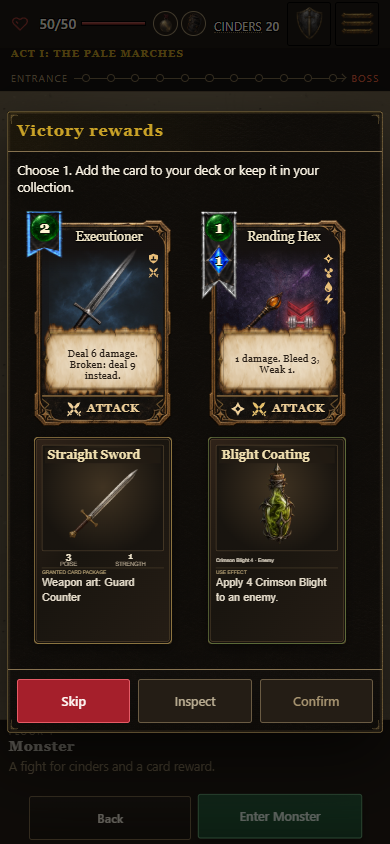 50/50
CINDERS 20
ACT I: THE PALE MARCHES
ENTRANCE
BOSS
Victory rewards
Choose 1. Add the card to your deck or keep it in your
collection.
2
Executioner
Deal 6 damage.
Broken: deal 9
instead.
ATTACK
1
1
Rending Hex
1 damage. Bleed 3,
Weak 1.
ATTACK
Straight Sword
3
POISE
1
STRENGTH
GRANTED CARD PACKAGE
Weapon art: Guard
Counter
Blight Coating
Crimson Blight 4 · Enemy
USE EFFECT
Apply 4 Crimson Blight
to an enemy.
Skip
Inspect
Confirm
Monster
A fight for cinders and a card reward.
Back
Enter Monster